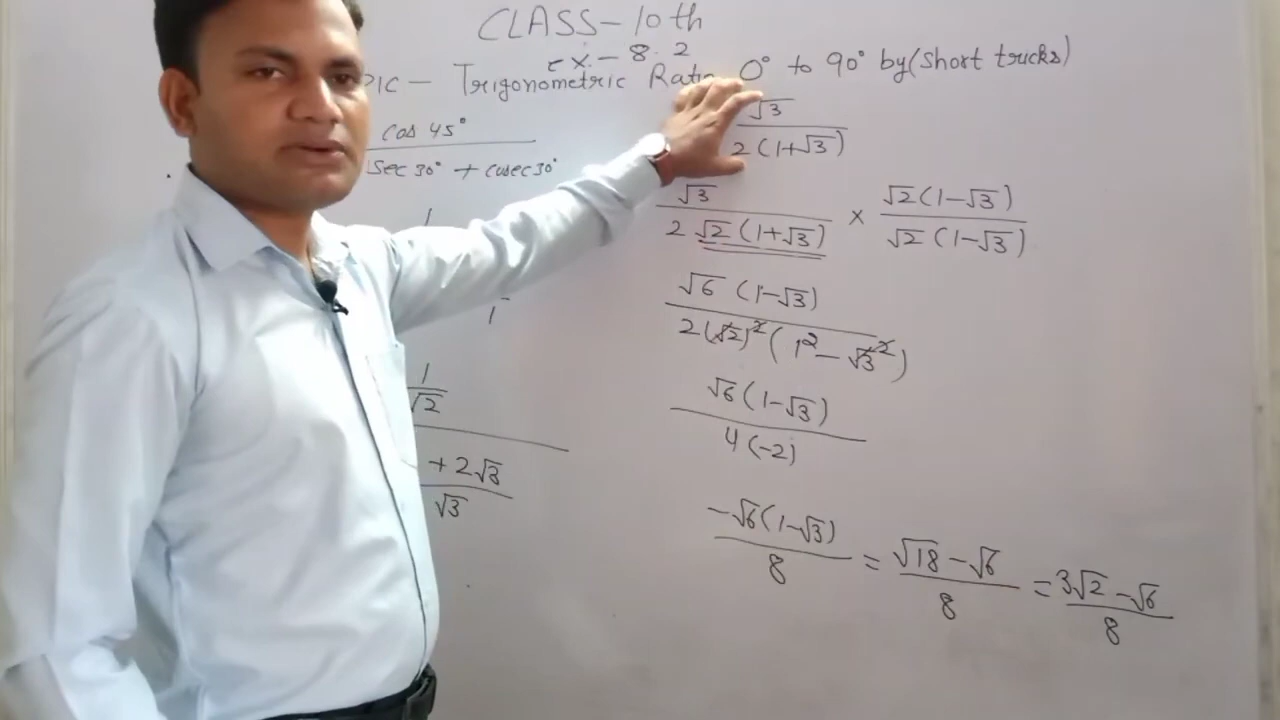 CLASS-10th
ex.-8.2
PIC - Trigonometric Ratio 0° to 90° by (Short tricks)
cos 45°
sec 30° + cosec 30°
1
1
1
√2
+ 2√3
√3
√3
2 (1+√3)
√3 × √2(1-√3)
2 √2 (1+√3) √2 (1-√3)
√6 (1-√3)
2(√2)² ( 1² - √3² )
√6 (1-√3)
4 (-2)
-√6(1-√3) = √18 - √6 = 3√2 - √6
8 8 8